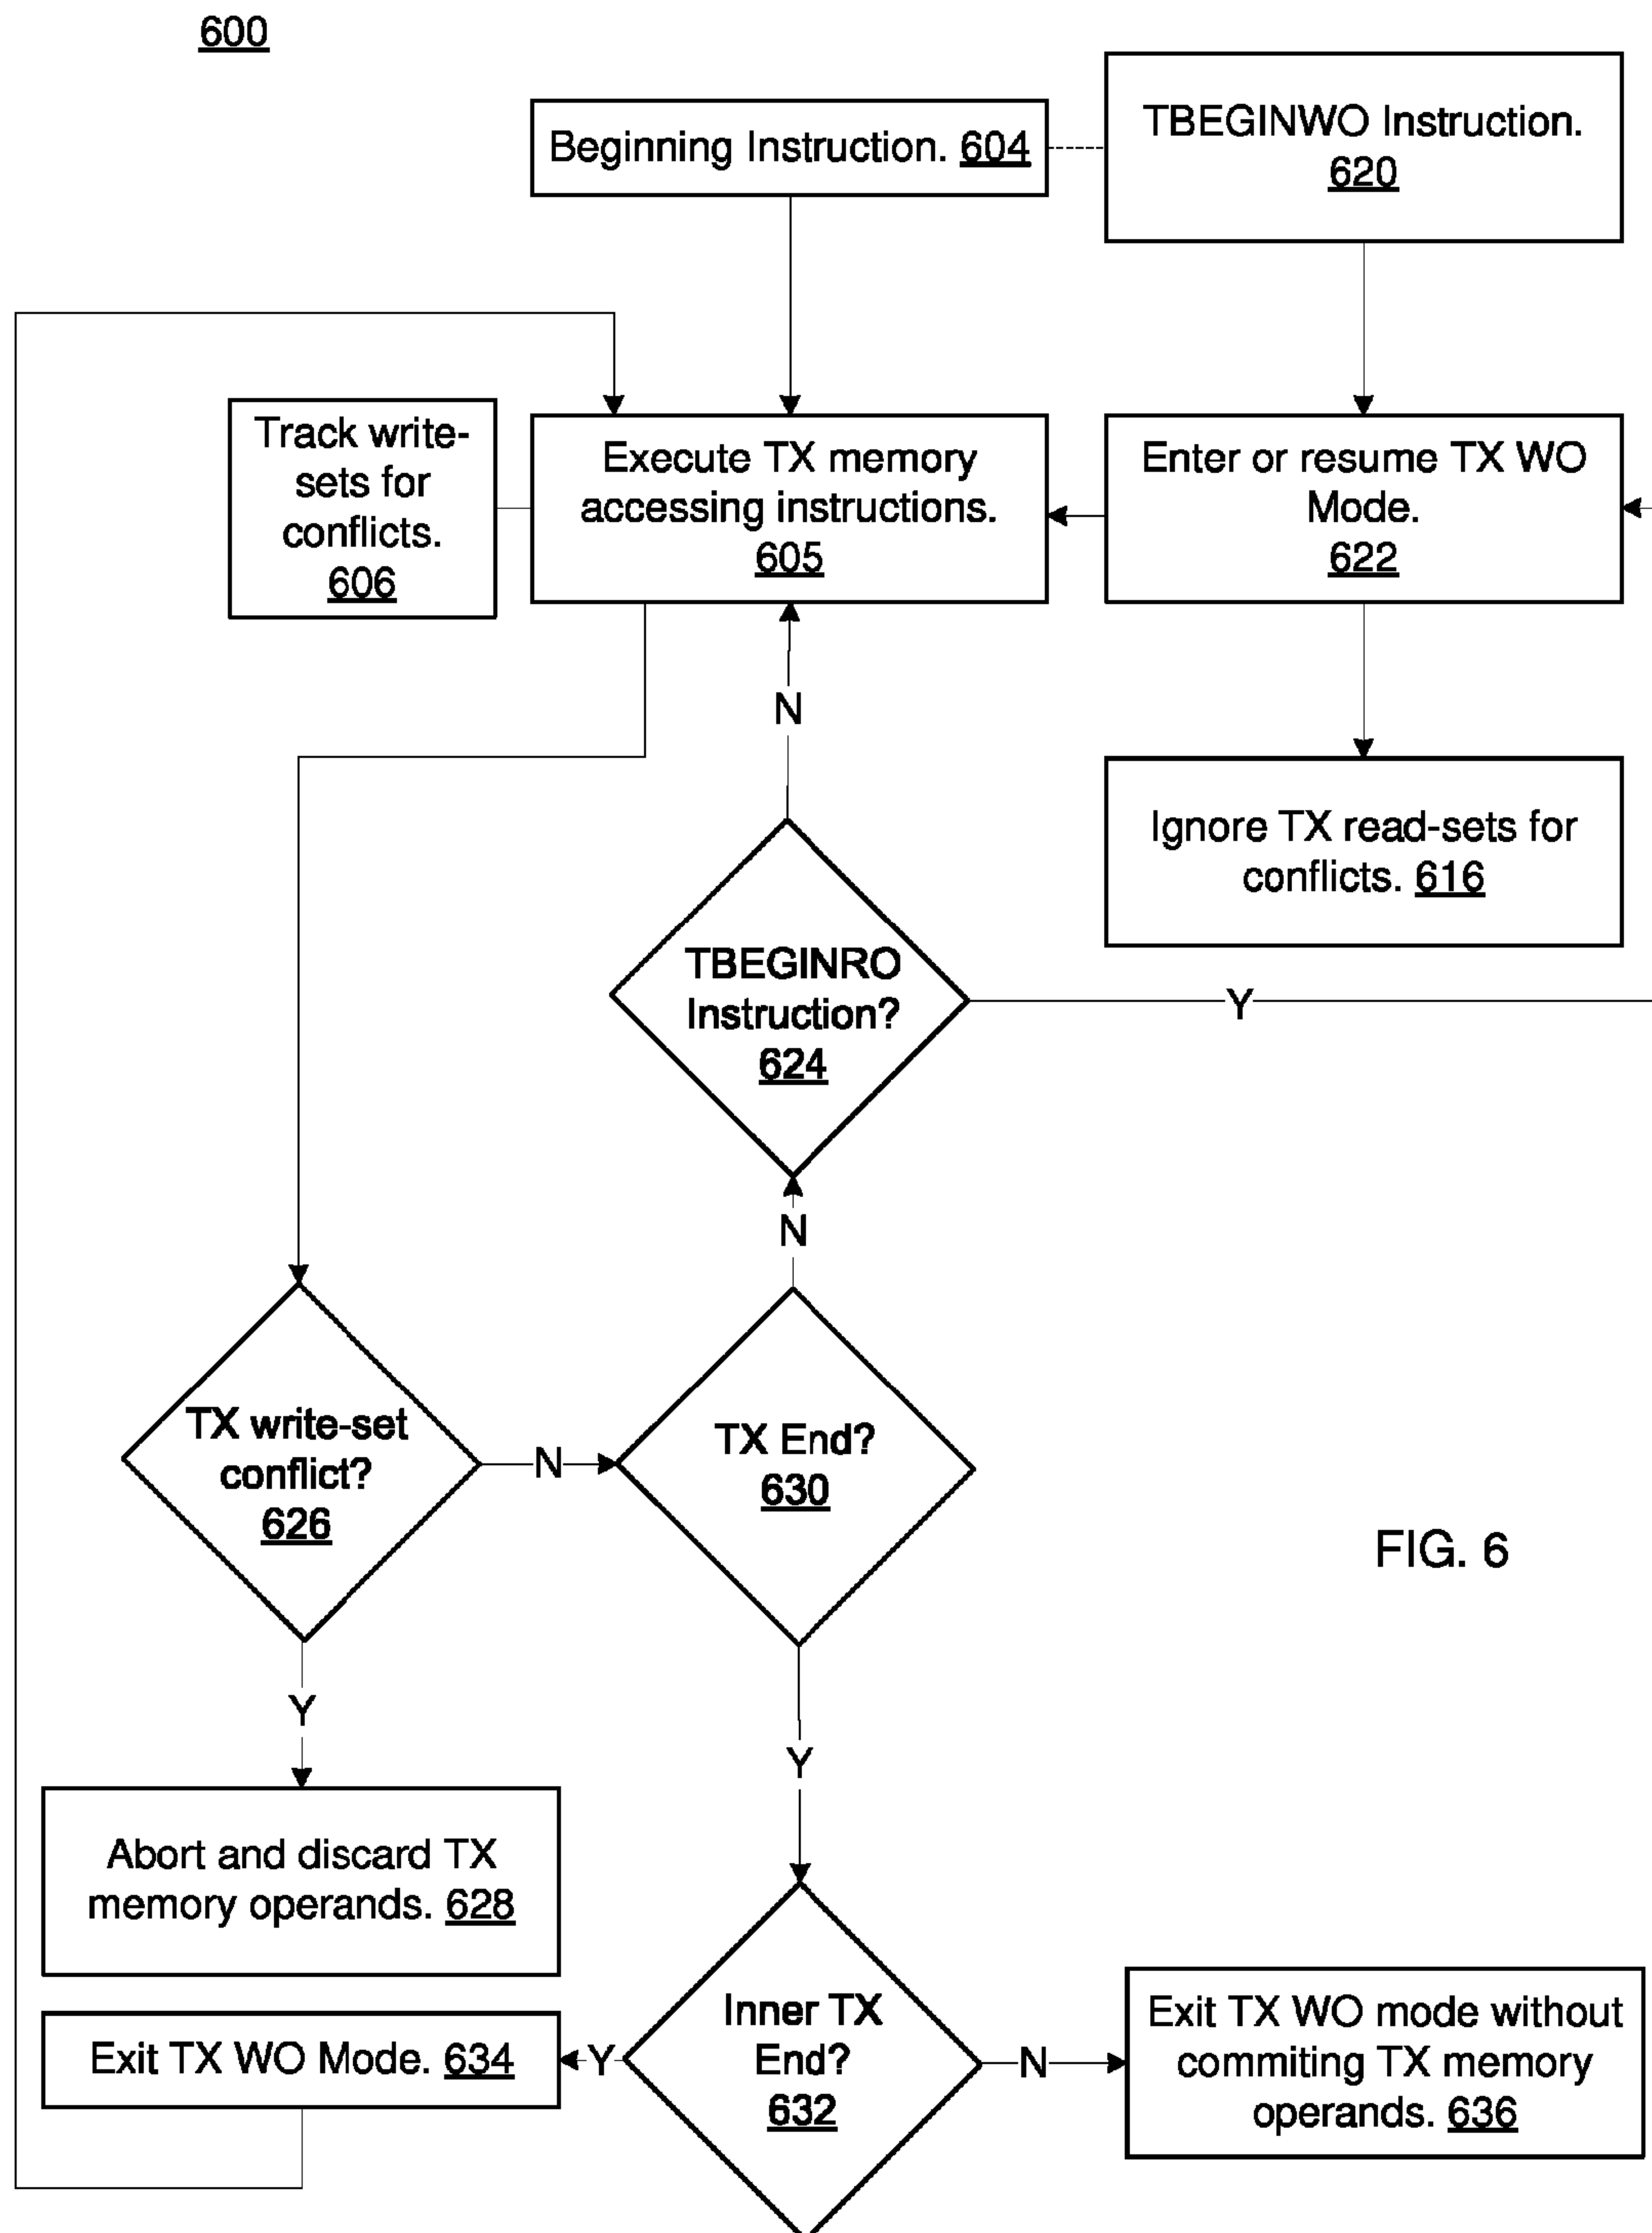 600
Beginning Instruction. 604
TBEGINWO Instruction.
620
Track write-
sets for
conflicts.
606
Execute TX memory
accessing instructions.
605
Enter or resume TX WO
Mode.
622
N
Ignore TX read-sets for
conflicts. 616
TBEGINRO
Instruction?
624
Y
N
TX write-set
conflict?
626
N
TX End?
630
FIG. 6
Y
Y
Abort and discard TX
memory operands. 628
Exit TX WO Mode. 634
Y
Inner TX
End?
632
N
Exit TX WO mode without
commiting TX memory
operands. 636